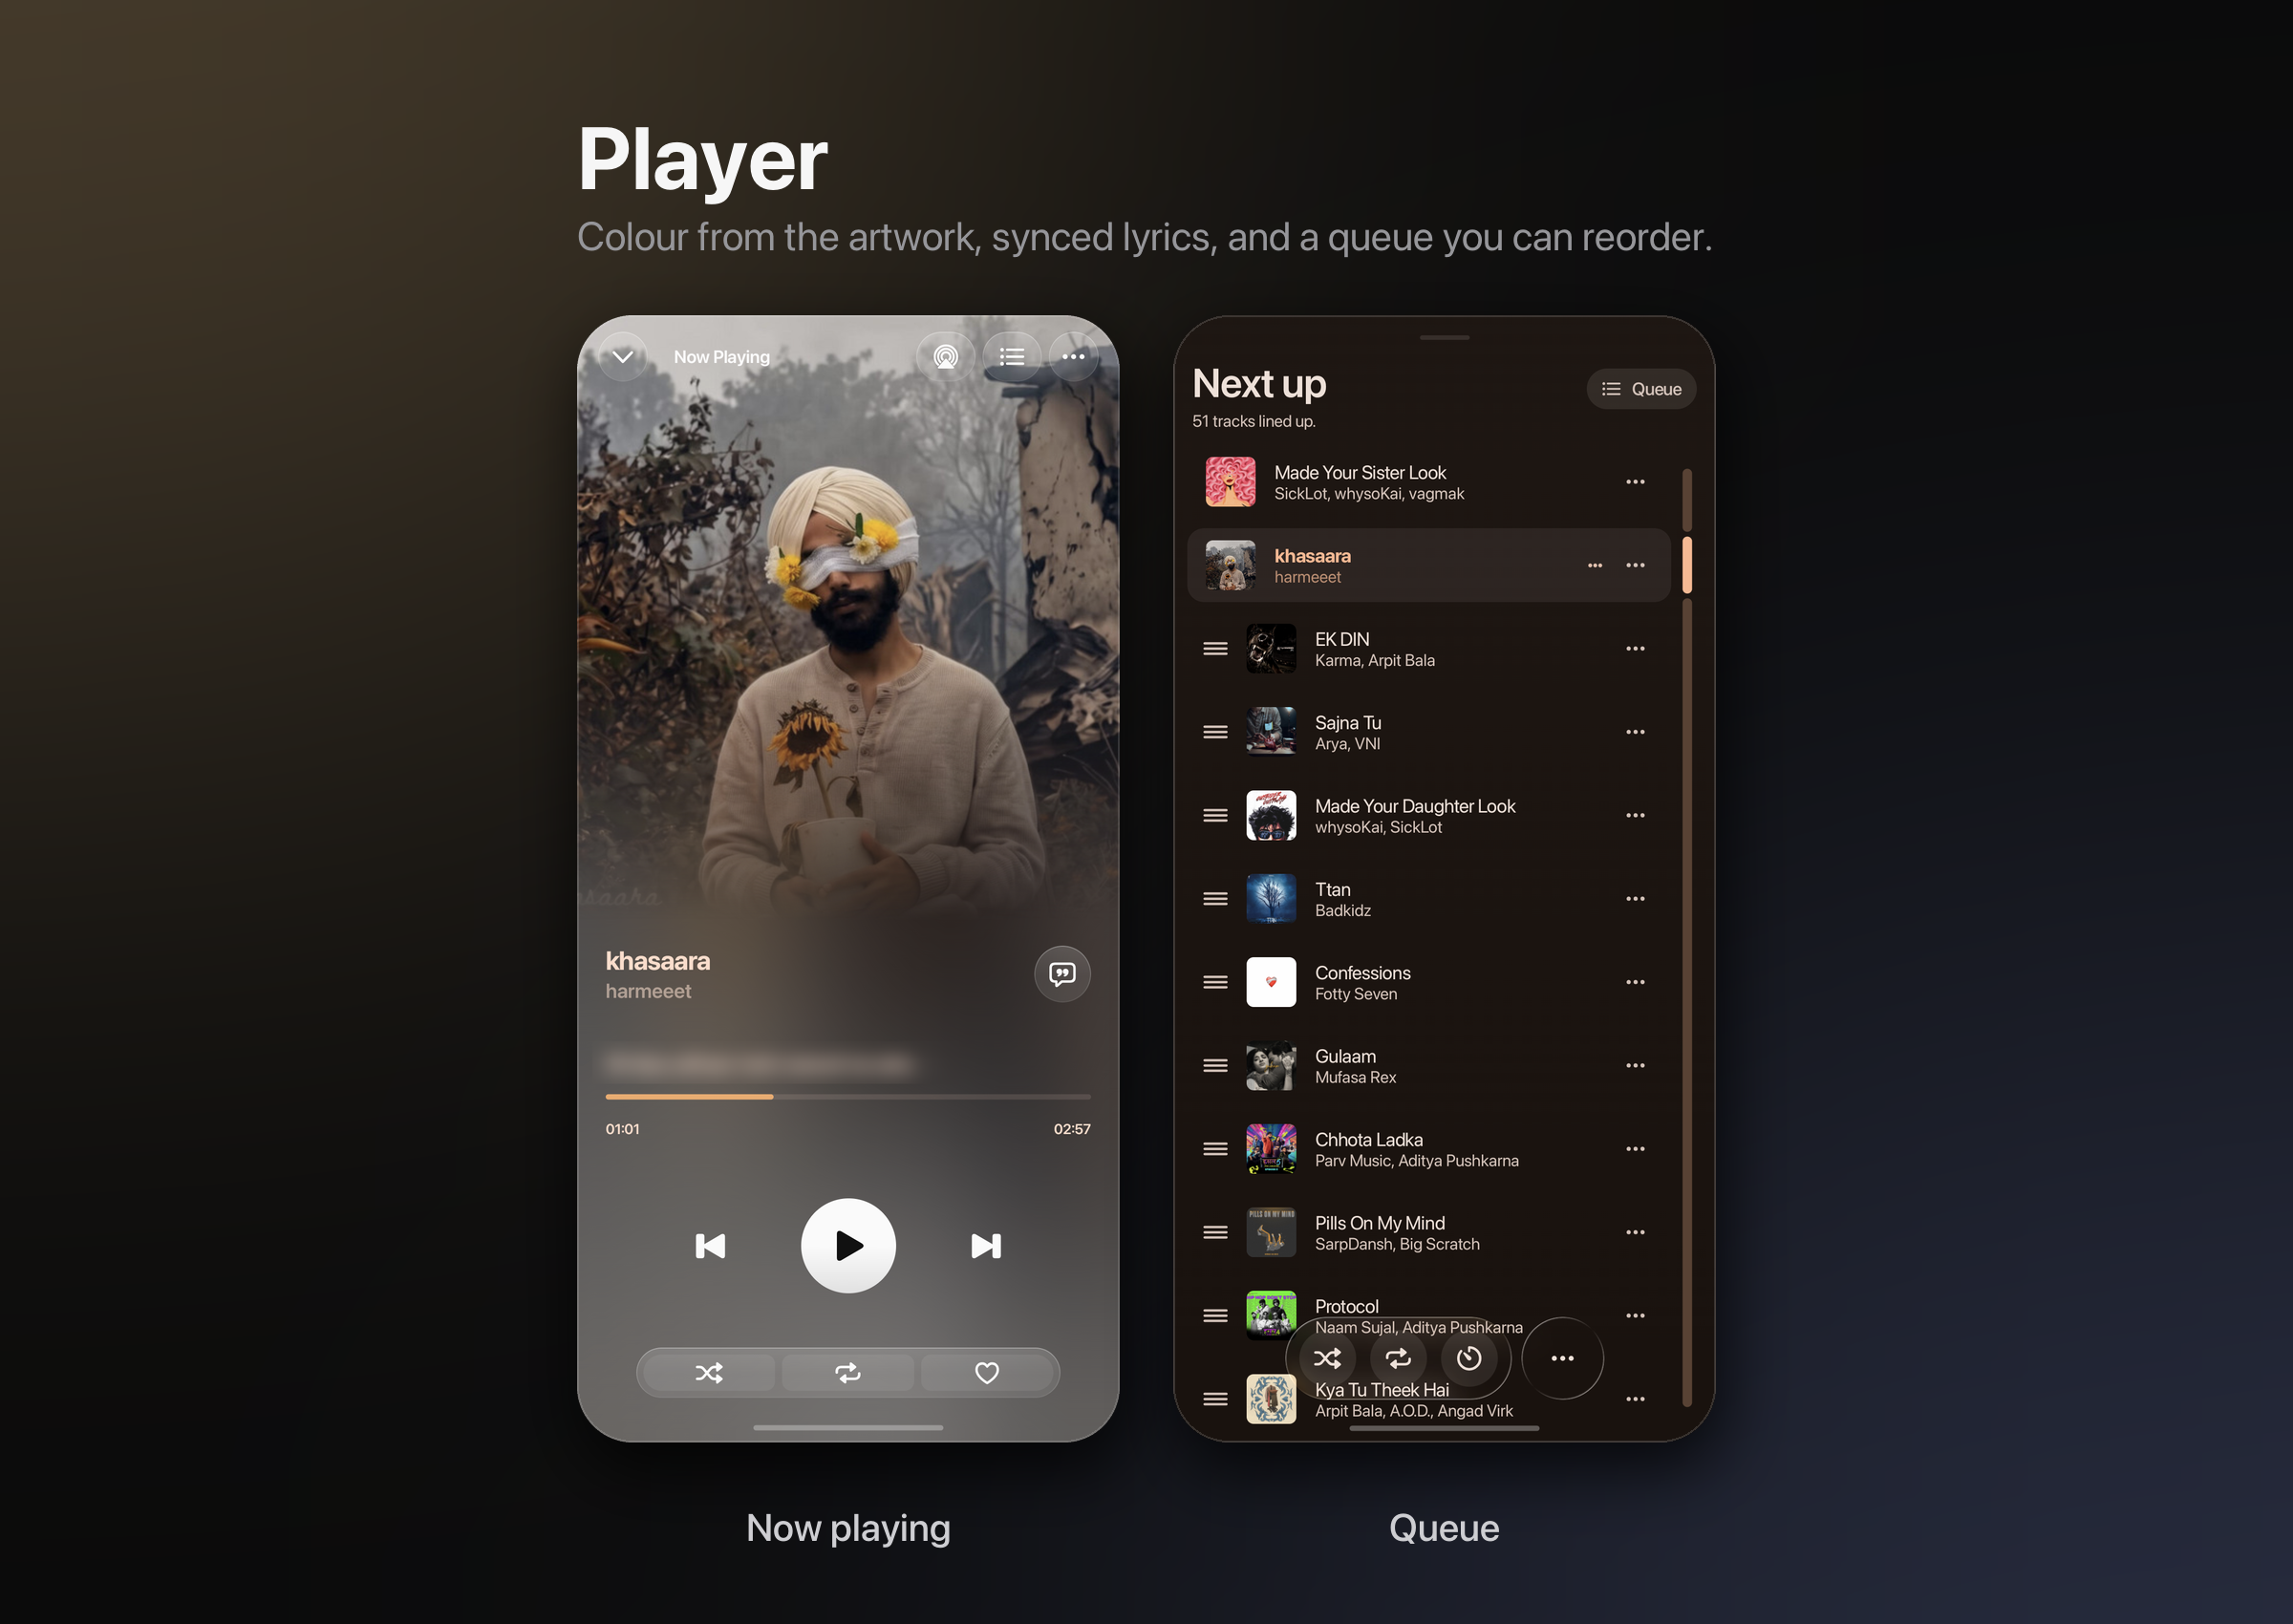 Player
Colour from the artwork, synced lyrics, and a queue you can reorder.
Now Playing
khasaara
harmeeet
01:01
02:57
Next up
Queue
51 tracks lined up.
Made Your Sister Look
SickLot, whysoKai, vagmak
khasaara
harmeeet
EK DIN
Karma, Arpit Bala
Sajna Tu
Arya, VNI
Made Your Daughter Look
whysoKai, SickLot
Ttan
Badkidz
Confessions
Fotty Seven
Gulaam
Mufasa Rex
Chhota Ladka
Parv Music, Aditya Pushkarna
PILLS ON MY MIND
Pills On My Mind
SarpDansh, Big Scratch
Protocol
Naam Sujal, Aditya Pushkarna
Kya Tu Theek Hai
Arpit Bala, A.O.D., Angad Virk
Now playing
Queue